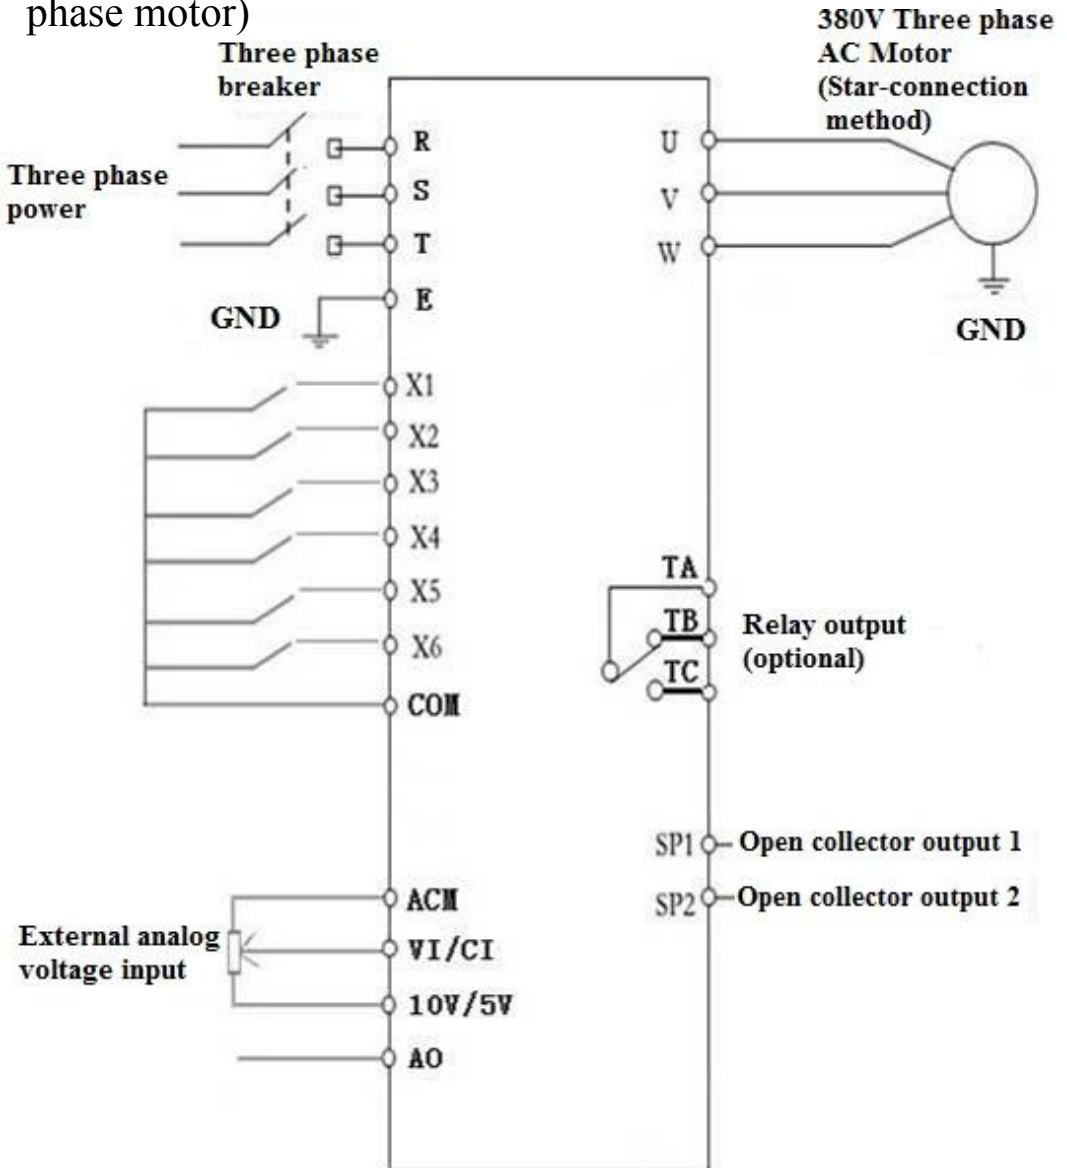 phase motor)
Three phase
breaker
380V Three phase
AC Motor
(Star-connection
method)
R
U
Three phase
power
S
V
T
W
E
GND
GND
X1
X2
X3
X4
X5
X6
COM
TA
TB
TC
Relay output
(optional)
SP1
Open collector output 1
SP2
Open collector output 2
External analog
voltage input
ACM
VI/CI
10V/5V
AO